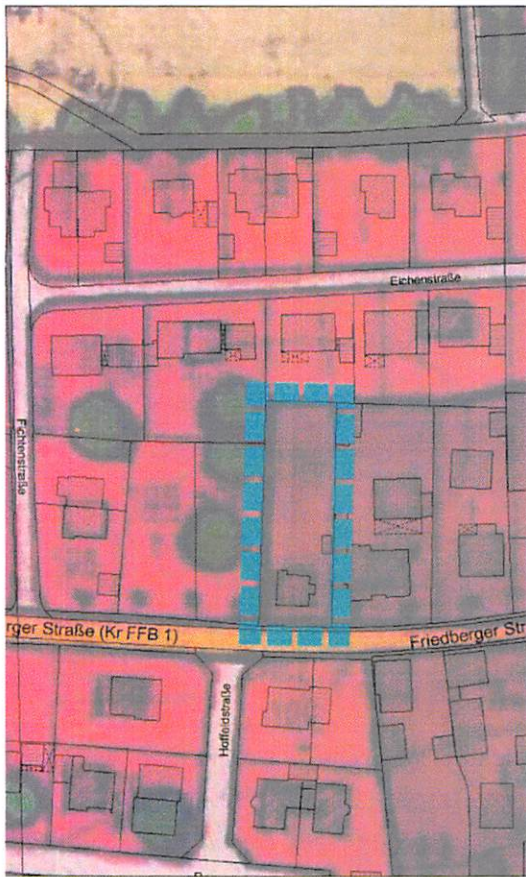 Eichenstraße
Fichtenstraße
rger Straße (Kr FFB 1)
Friedberger Str
Hoffeldstraße